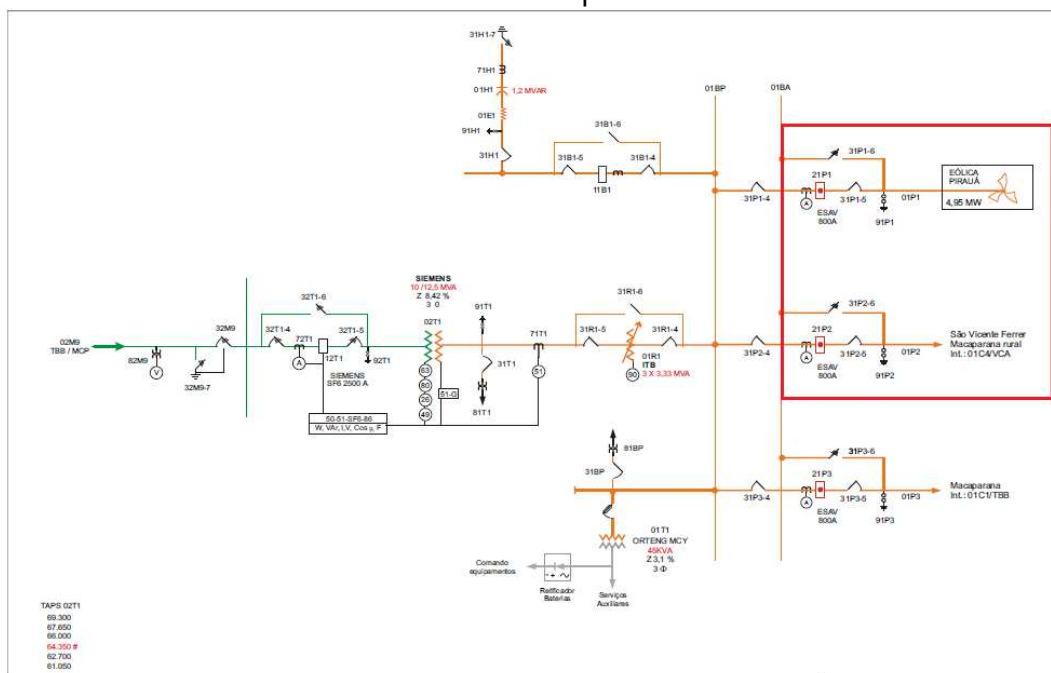 31H1-7
71H1
01H1
1,2 MVAR
01E1
91H1
31H1
31B1-6
31B1-5
31B1-4
11B1
01BP
01BA
31P1-6
21P1
31P1-4
A
ESAV
800A
31P1-5
01P1
91P1
EÓLICA
PIRAUÁ
4,95 MW
SIEMENS
10 /12,5 MVA
Z 8,42 %
3 0
02T1
32T1-6
32M9
32T1-4
72T1
32T1-5
12T1
92T1
A
SIEMENS
SF6 2500 A
02M9
TBB / MCP
82M9
V
32M9-7
63
80
26
49
51-G
50-51-SF6-86
W, VAr, I,V, Cos φ, F
91T1
71T1
31T1
51
81T1
31R1-6
31R1-5
31R1-4
01R1
ITB
3 X 3,33 MVA
90
31P2-6
21P2
31P2-4
A
ESAV
800A
31P2-5
01P2
91P2
São Vicente Ferrer
Macaparana rural
Int.: 01C4/VCA
81BP
31BP
31P3-6
21P3
31P3-4
A
ESAV
800A
31P3-5
01P3
91P3
Macaparana
Int.: 01C1/TBB
01T1
ORTENG MCY
45KVA
Z 3,1 %
3 Φ
Comando
equipamentos
Retificador
Baterias
Serviços
Auxiliares
TAPS 02T1
69.300
67.650
66.000
64.350 #
62.700
61.050